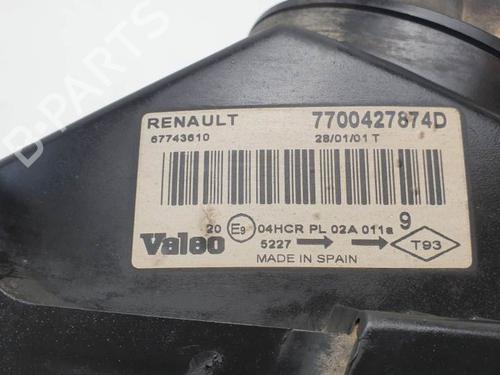 RENAULT 7700427874D
67743610 28/01/01 T
20 E9 04HCR PL 02A 011a 9
Valeo 5227 T93
MADE IN SPAIN